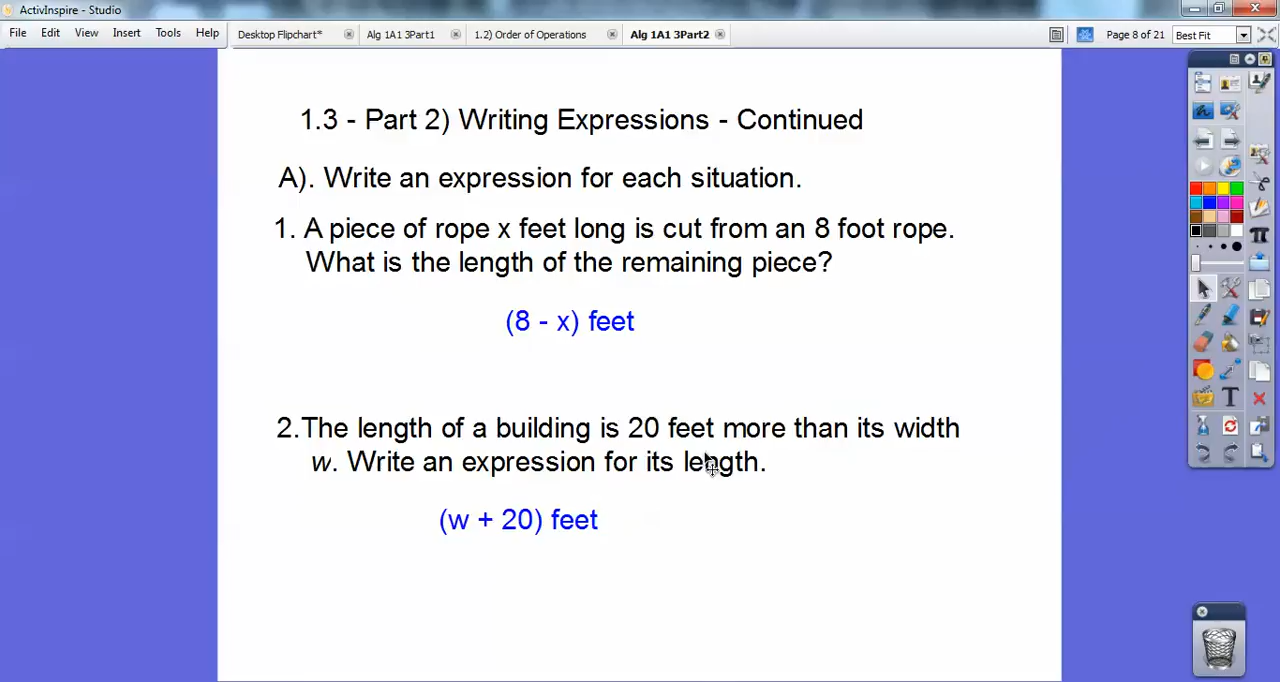 ActivInspire - Studio
File Edit View Insert Tools Help
Desktop Flipchart* Alg 1A1 3Part1 1.2) Order of Operations Alg 1A1 3Part2
Page 8 of 21 Best Fit
1.3 - Part 2) Writing Expressions - Continued
A). Write an expression for each situation.
1. A piece of rope x feet long is cut from an 8 foot rope.
What is the length of the remaining piece?
(8 - x) feet
2.The length of a building is 20 feet more than its width
w. Write an expression for its length.
(w + 20) feet